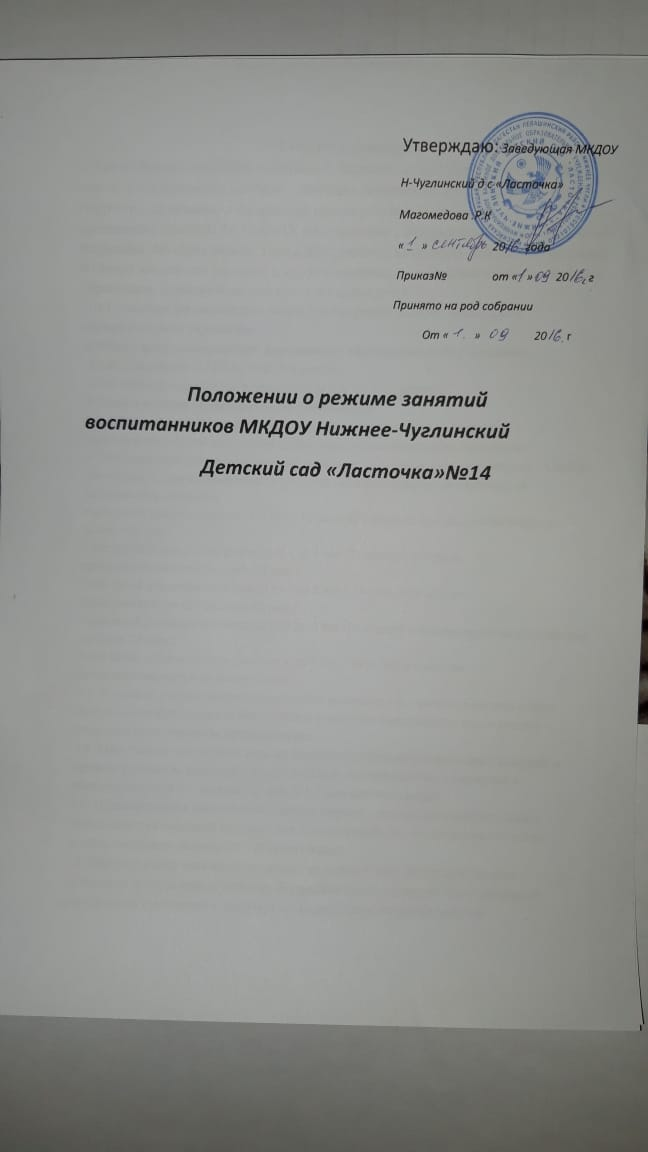 Утверждаю: Заведующая МКДОУ
Н-Чуглинский д с «Ласточка»
Магомедова .Р.К
«1 » сентябрь 2016 года
Приказ№ от «1 »09 2016,г
Принято на род собрании
От « 1. » 09 2016.г
Положении о режиме занятий
воспитанников МКДОУ Нижнее-Чуглинский
Детский сад «Ласточка»№14